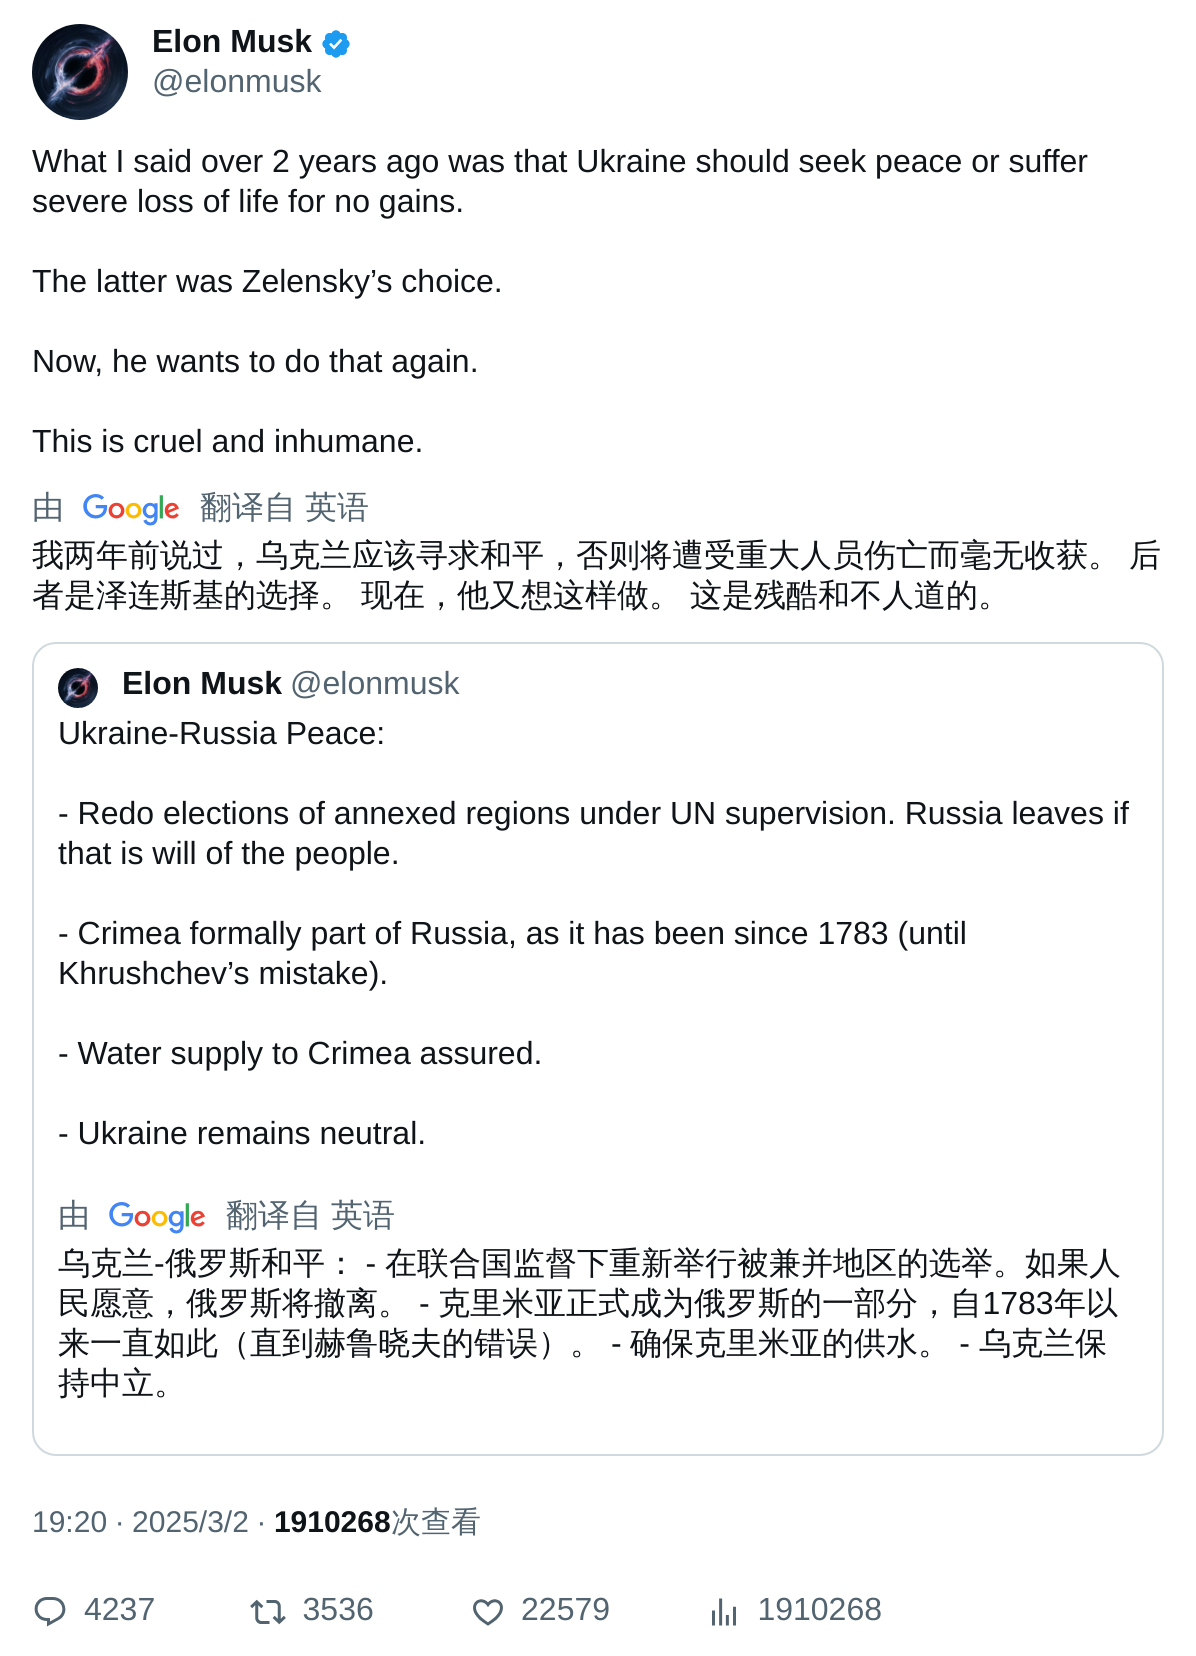 Elon Musk
@elonmusk
What I said over 2 years ago was that Ukraine should seek peace or suffer
severe loss of life for no gains.
The latter was Zelensky’s choice.
Now, he wants to do that again.
This is cruel and inhumane.
由 Google 翻译自 英语
我两年前说过，乌克兰应该寻求和平，否则将遭受重大人员伤亡而毫无收获。 后
者是泽连斯基的选择。 现在，他又想这样做。 这是残酷和不人道的。
Elon Musk @elonmusk
Ukraine-Russia Peace:
- Redo elections of annexed regions under UN supervision. Russia leaves if
that is will of the people.
- Crimea formally part of Russia, as it has been since 1783 (until
Khrushchev’s mistake).
- Water supply to Crimea assured.
- Ukraine remains neutral.
由 Google 翻译自 英语
乌克兰-俄罗斯和平： - 在联合国监督下重新举行被兼并地区的选举。如果人
民愿意，俄罗斯将撤离。 - 克里米亚正式成为俄罗斯的一部分，自1783年以
来一直如此（直到赫鲁晓夫的错误）。 - 确保克里米亚的供水。 - 乌克兰保
持中立。
19:20 · 2025/3/2 · 1910268次查看
4237 3536 22579 1910268